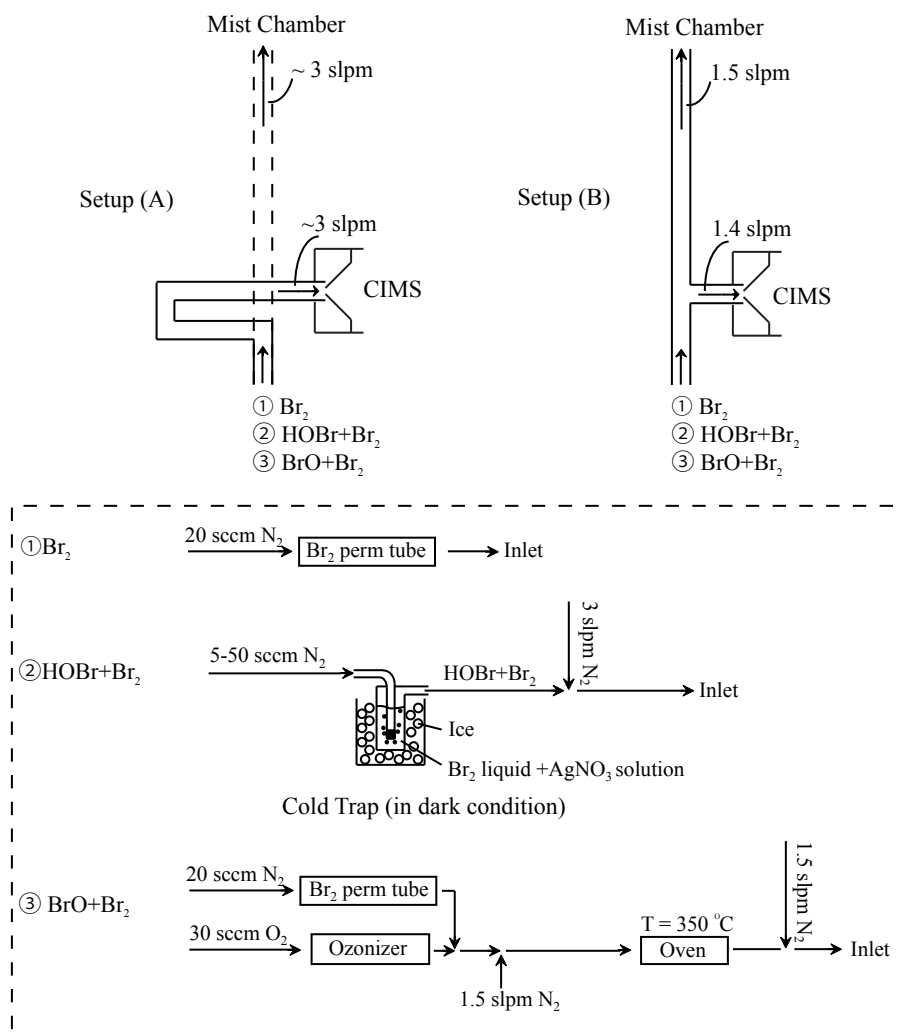 Mist Chamber
~ 3 slpm
Setup (A)
~3 slpm
CIMS
① Br₂
② HOBr+Br₂
③ BrO+Br₂
Mist Chamber
1.5 slpm
Setup (B)
1.4 slpm
CIMS
① Br₂
② HOBr+Br₂
③ BrO+Br₂
①Br₂
20 sccm N₂
Br₂ perm tube
Inlet
②HOBr+Br₂
5-50 sccm N₂
HOBr+Br₂
3 slpm N₂
Inlet
Ice
Br₂ liquid +AgNO₃ solution
Cold Trap (in dark condition)
③ BrO+Br₂
20 sccm N₂
Br₂ perm tube
30 sccm O₂
Ozonizer
1.5 slpm N₂
T = 350 °C
Oven
1.5 slpm N₂
Inlet